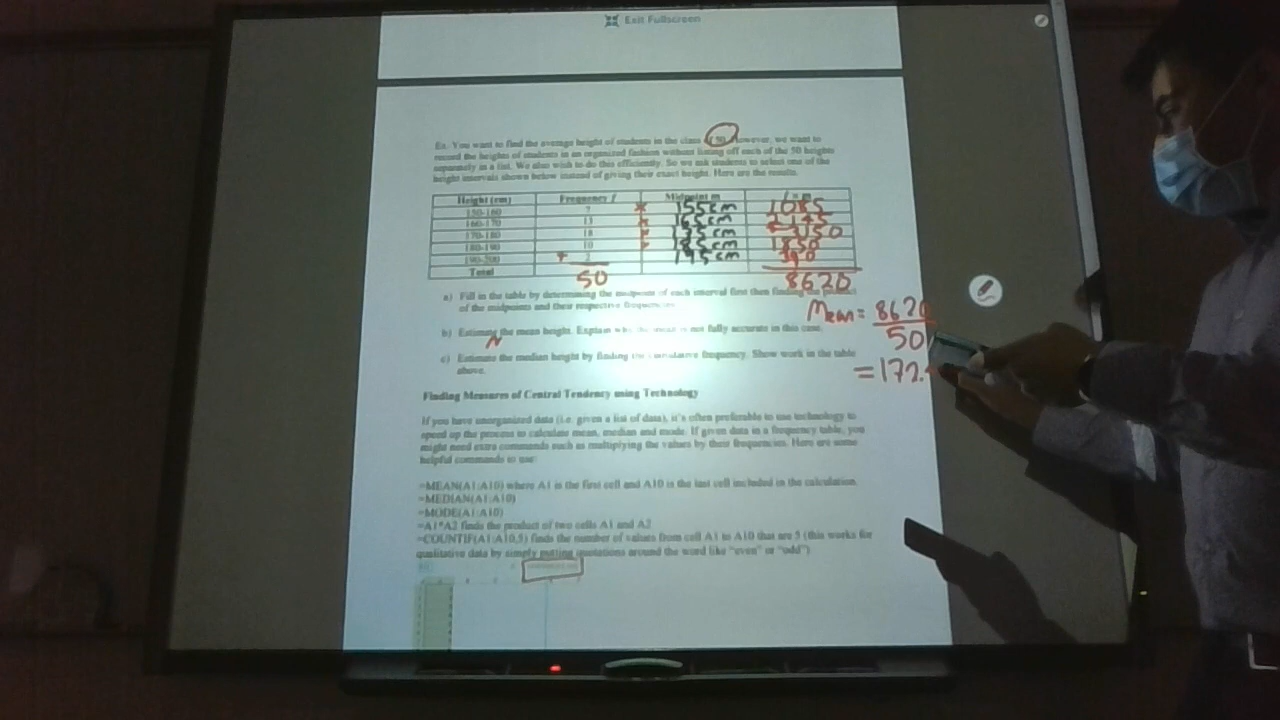 Exit Fullscreen
Ex. You want to find the average height of students in the class of 50. However, we want to
record the heights of students in an organized fashion without listing off each of the 50 heights
separately in a list. We also wish to do this efficiently. So we ask students to select one of the
height intervals shown below instead of giving their exact height. Here are the results.
Height (cm) Frequency f Midpoint m f × m
150-160 7 155cm 1085
160-170 13 165cm 2145
170-180 18 175cm 3150
180-190 10 185cm 1850
190-200 2 195cm 390
Total 50 8620
a) Fill in the table by determining the midpoint of each interval first then finding the product
of the midpoints and their respective frequencies.
Mean = 8620
50
= 172.
b) Estimate the mean height. Explain why the mean is not fully accurate in this case.
c) Estimate the median height by finding the cumulative frequency. Show work in the table
above.
Finding Measures of Central Tendency using Technology
If you have unorganized data (i.e. given a list of data), it's often preferable to use technology to
speed up the process to calculate mean, median and mode. If given data in a frequency table, you
might need extra commands such as multiplying the values by their frequencies. Here are some
helpful commands to use:
=MEAN(A1:A10) where A1 is the first cell and A10 is the last cell included in the calculation.
=MEDIAN(A1:A10)
=MODE(A1:A10)
=A1*A2 finds the product of two cells A1 and A2
=COUNTIF(A1:A10,5) finds the number of values from cell A1 to A10 that are 5 (this works for
qualitative data by simply putting quotations around the word like "even" or "odd")